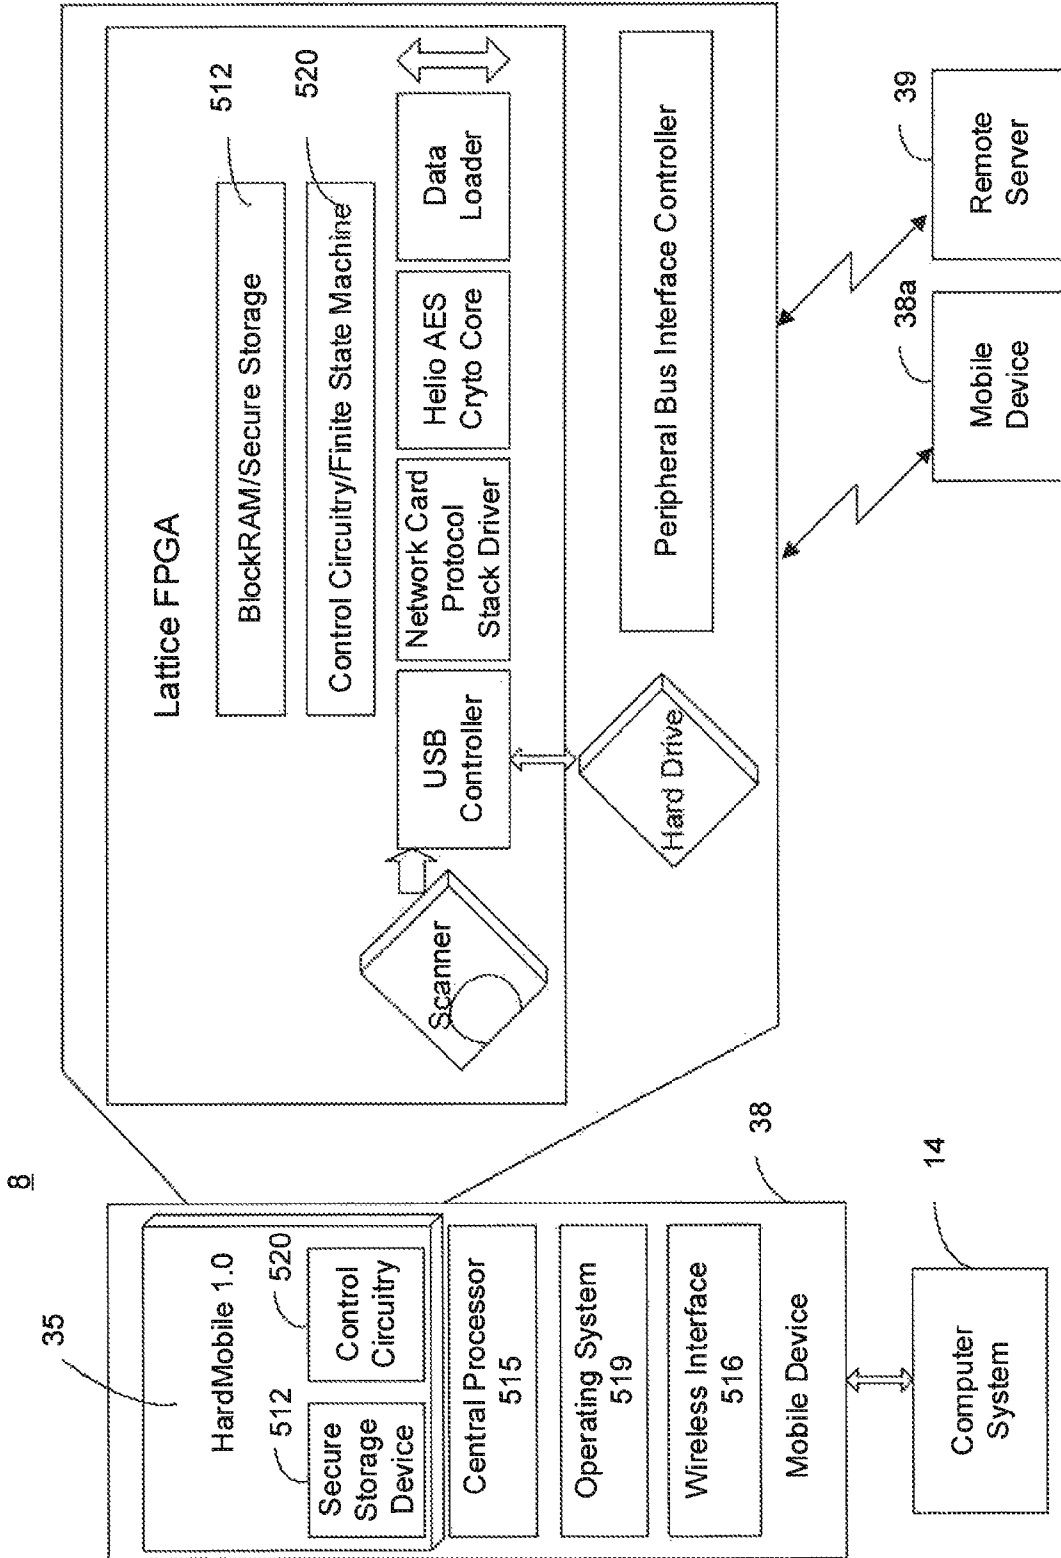 8
35
HardMobile 1.0
512
520
Secure
Storage
Device
Control
Circuitry
Central Processor
515
Operating System
519
Wireless Interface
516
Mobile Device
38
Computer
System
14
Lattice FPGA
BlockRAM/Secure Storage
512
Control Circuitry/Finite State Machine
520
Scanner
USB
Controller
Network Card
Protocol
Stack Driver
Helio AES
Cryto Core
Data
Loader
Hard Drive
Peripheral Bus Interface Controller
Mobile
Device
38a
Remote
Server
39